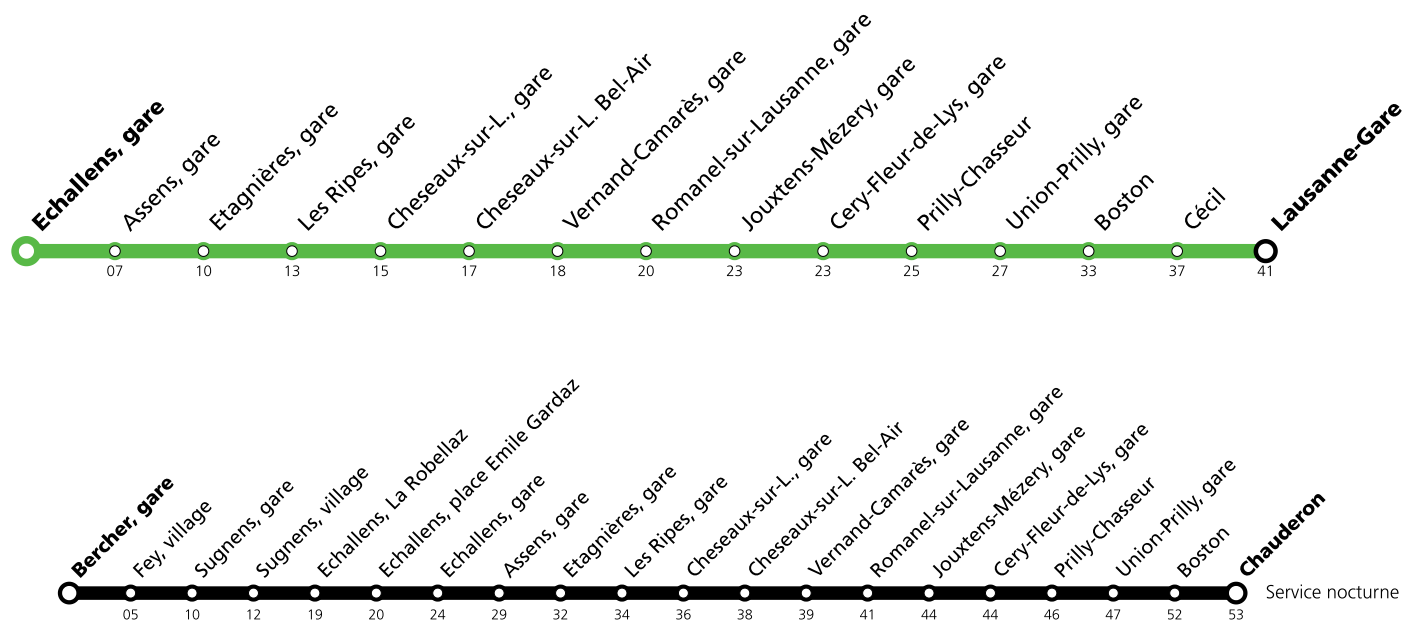 Echallens, gare
Assens, gare
Etagnières, gare
Les Ripes, gare
Cheseaux-sur-L., gare
Cheseaux-sur-L. Bel-Air
Vernand-Camarès, gare
Romanel-sur-Lausanne, gare
Jouxtens-Mézery, gare
Cery-Fleur-de-Lys, gare
Prilly-Chasseur
Union-Prilly, gare
Boston
Cécil
Lausanne-Gare
07 10 13 15 17 18 20 23 23 25 27 33 37 41
Bercher, gare
Fey, village
Sugnens, gare
Sugnens, village
Echallens, La Robellaz
Echallens, place Emile Gardaz
Echallens, gare
Assens, gare
Etagnières, gare
Les Ripes, gare
Cheseaux-sur-L., gare
Cheseaux-sur-L. Bel-Air
Vernand-Camarès, gare
Romanel-sur-Lausanne, gare
Jouxtens-Mézery, gare
Cery-Fleur-de-Lys, gare
Prilly-Chasseur
Union-Prilly, gare
Boston
Chauderon
Service nocturne
05 10 12 19 20 24 29 32 34 36 38 39 41 44 44 46 47 52 53